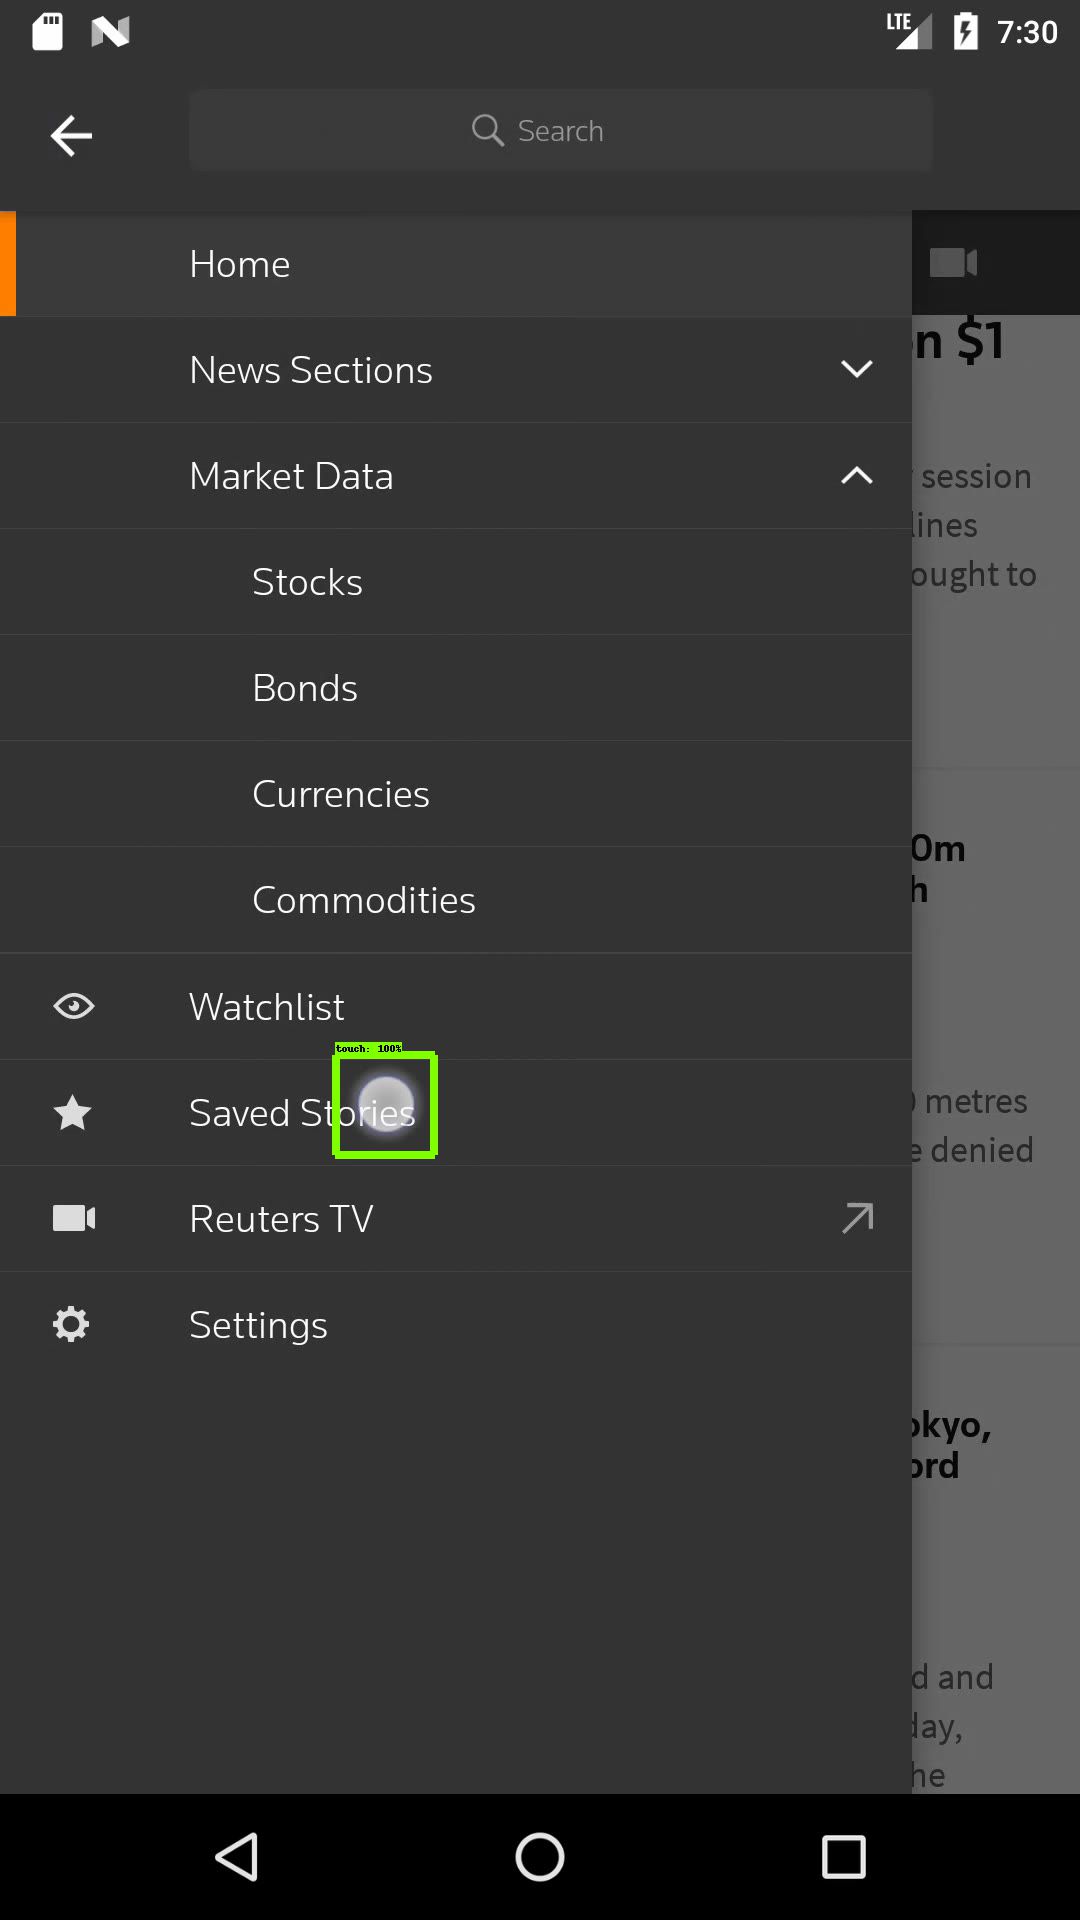 LTE 7:30
Search
Home
News Sections
Market Data
Stocks
Bonds
Currencies
Commodities
Watchlist
touch: 100%
Saved Stories
Reuters TV
Settings
n $1
session
lines
ought to
0m
h
metres
e denied
okyo,
ord
d and
day,
he